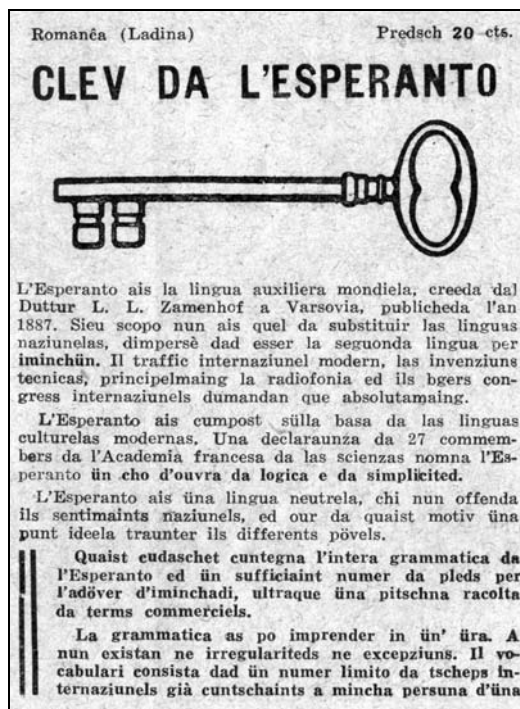 Romanêa (Ladina) Predsch 20 cts.
CLEV DA L'ESPERANTO
L'Esperanto ais la lingua auxiliera mondiela, creeda dal
Duttur L. L. Zamenhof a Varsovia, publicheda l'an
1887. Sieu scopo nun ais quel da substituir las linguas
naziunelas, dimpersè dad esser la seguonda lingua per
iminchün. Il traffic internaziunel modern, las invenziuns
tecnicas, principelmaing la radiofonia ed ils bgers con-
gress internaziunels dumandan que absolutamaing.
L'Esperanto ais cumpost sülla basa da las linguas
culturelas modernas. Una declaraunza da 27 commem-
bers da l'Academia francesa da las scienzas nomna l'Es-
peranto ün cho d'ouvra da logica e da simplicited.
L'Esperanto ais üna lingua neutrela, chi nun offenda
ils sentimaints naziunels, ed our da quaist motiv üna
punt ideela traunter ils differents pövels.
Quaist cudaschet cuntegna l'intera grammatica da
l'Esperanto ed ün sufficiaint numer da pleds per
l'adöver d'iminchadi, ultraque üna pitschna racolta
da terms commerciels.
La grammatica as po imprender in ün' üra. A
nun existan ne irregulariteds ne excepziuns. Il vo-
cabulari consista dad ün numer limito da tscheps in-
ternaziunels già cuntschaints a mincha persuna d'üna